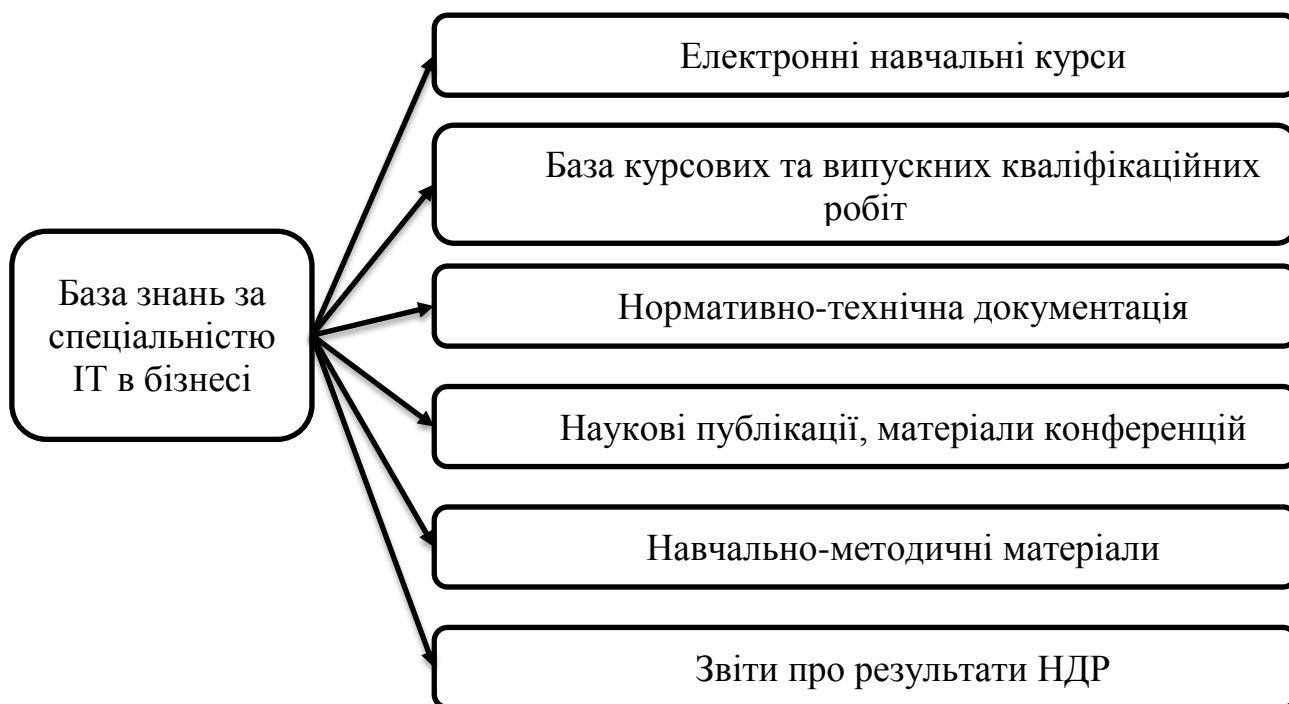 Електронні навчальні курси
База курсових та випускних кваліфікаційних
робіт
База знань за
спеціальністю
ІТ в бізнесі
Нормативно-технічна документація
Наукові публікації, матеріали конференцій
Навчально-методичні матеріали
Звіти про результати НДР